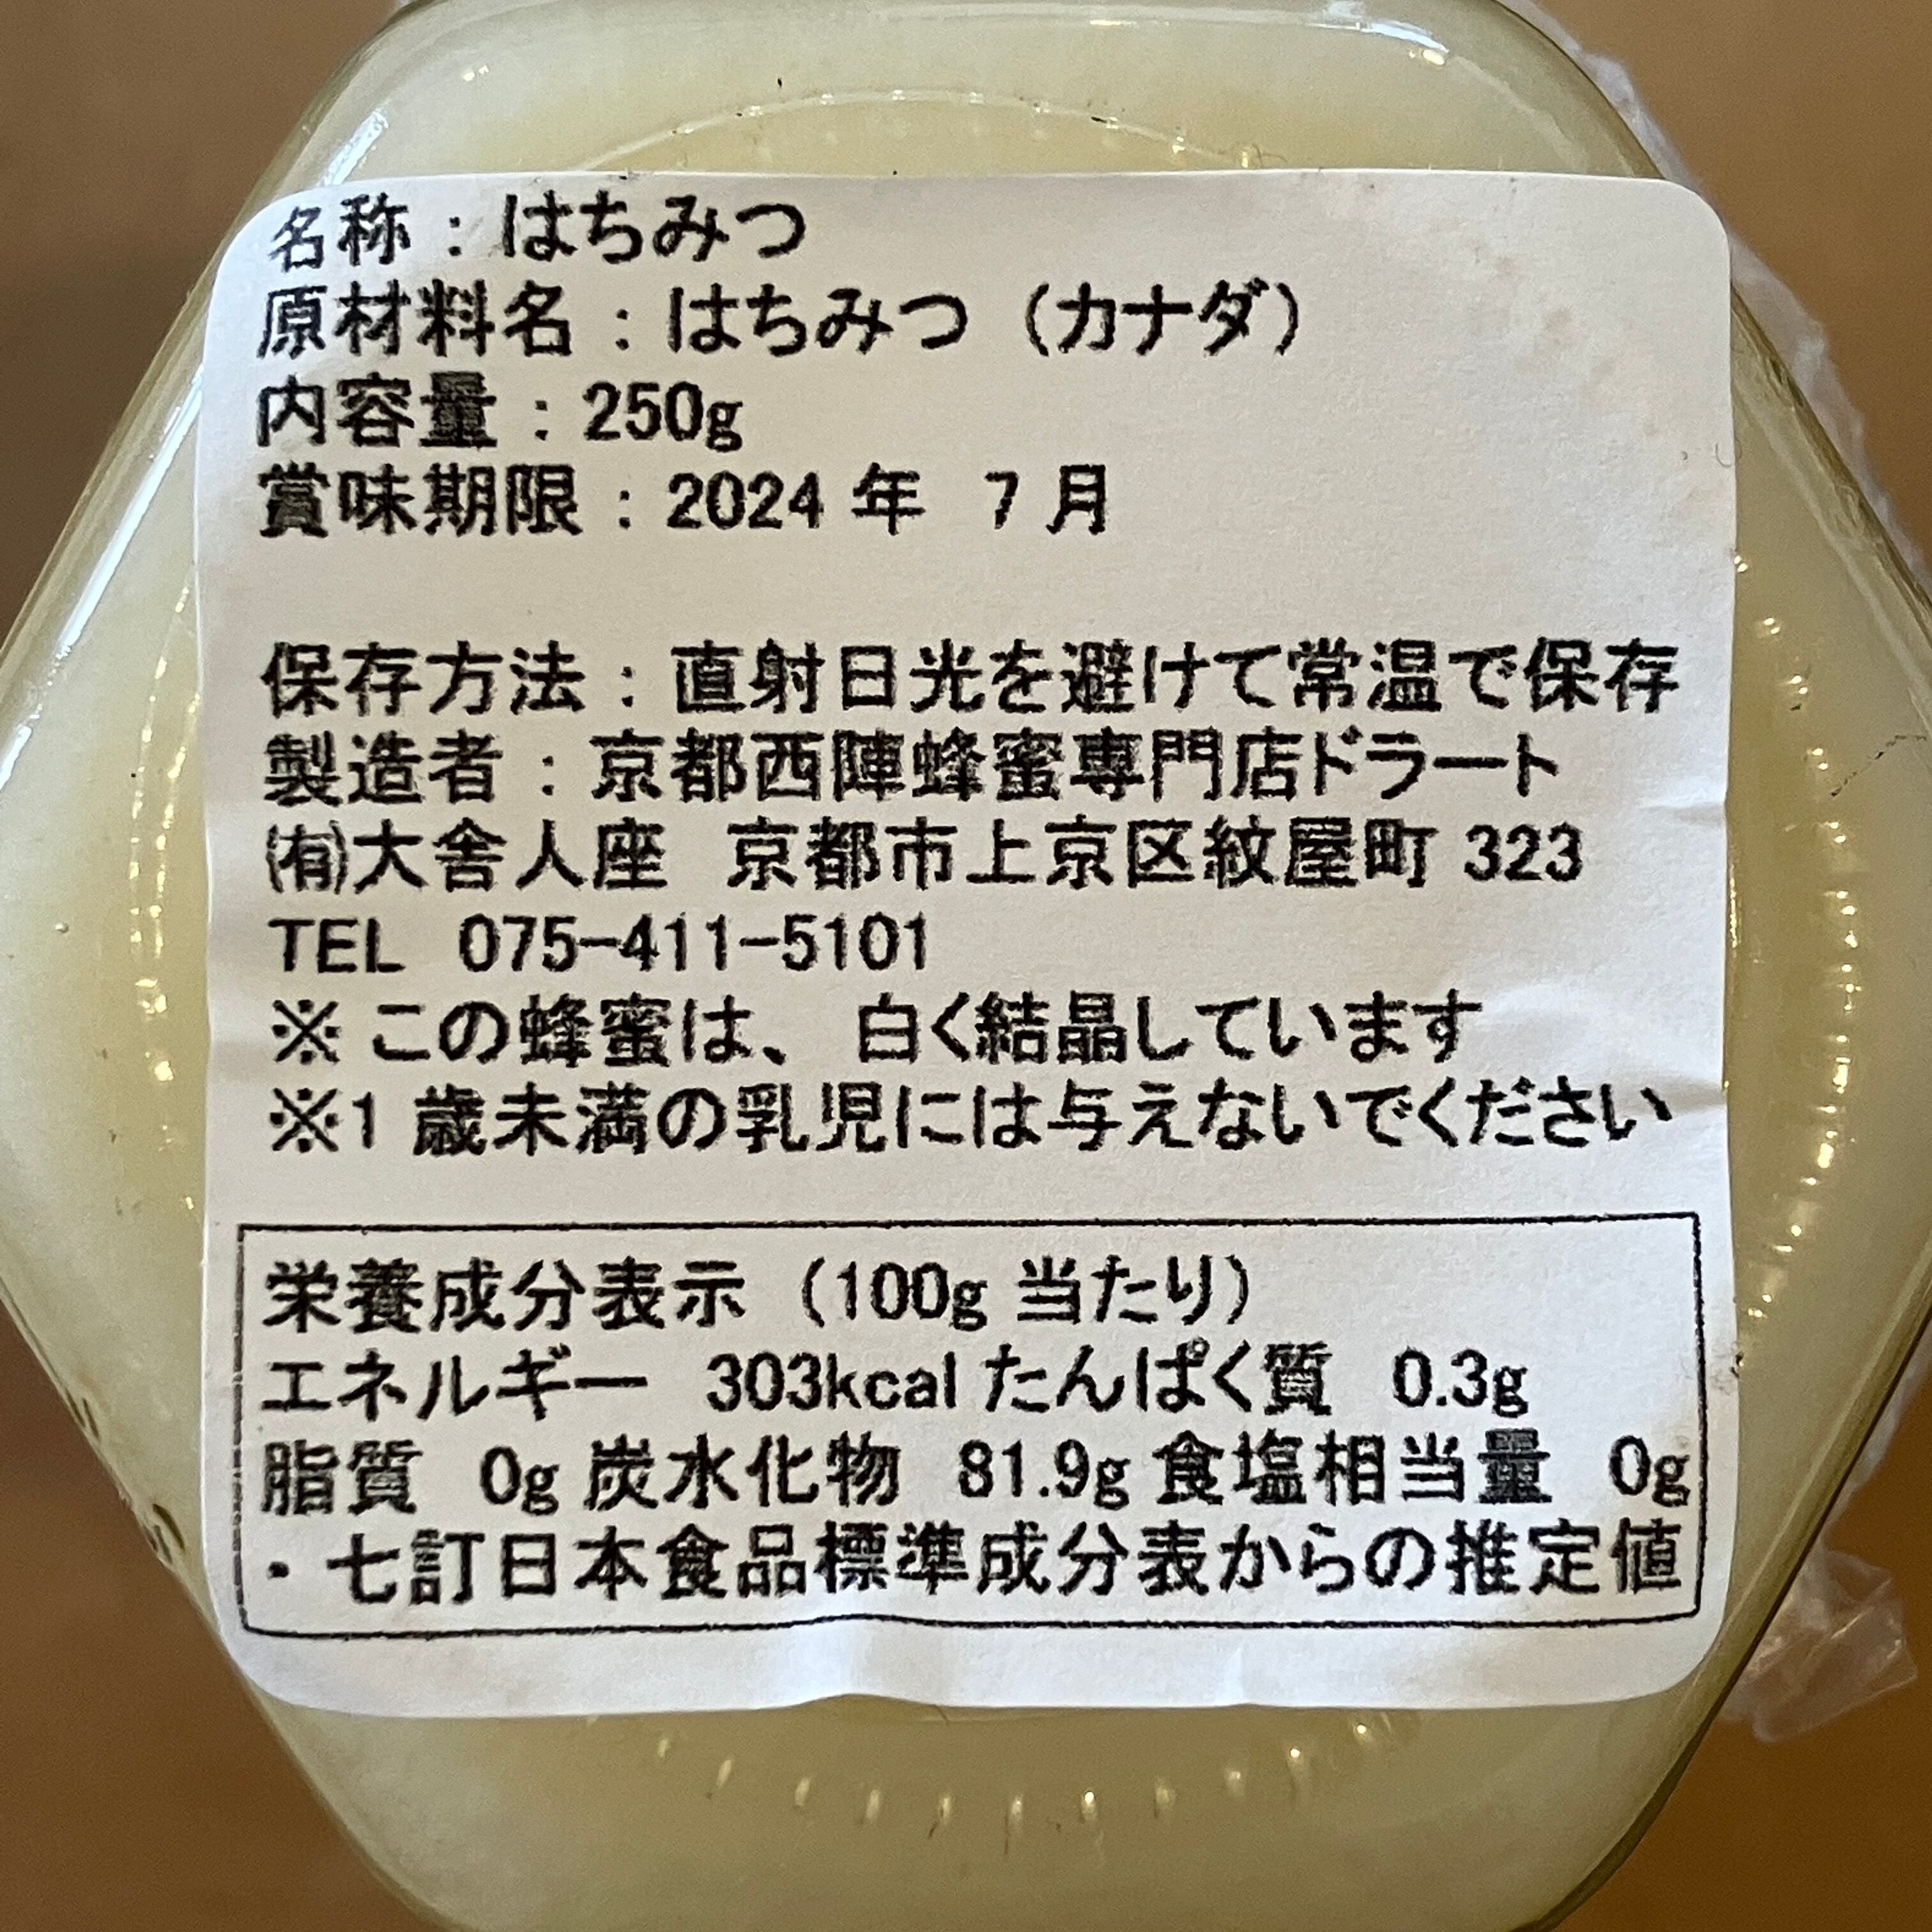 名称：はちみつ
原材料名：はちみつ（カナダ）
内容量：250g
賞味期限：2024 年 7 月
保存方法：直射日光を避けて常温で保存
製造者：京都西陣蜂蜜専門店ドラート
㈲大舎人座 京都市上京区紋屋町 323
TEL 075-411-5101
※この蜂蜜は、白く結晶しています
※1 歳未満の乳児には与えないでください
栄養成分表示（100g 当たり）
エネルギー 303kcal たんぱく質 0.3g
脂質 0g 炭水化物 81.9g 食塩相当量 0g
・七訂日本食品標準成分表からの推定値